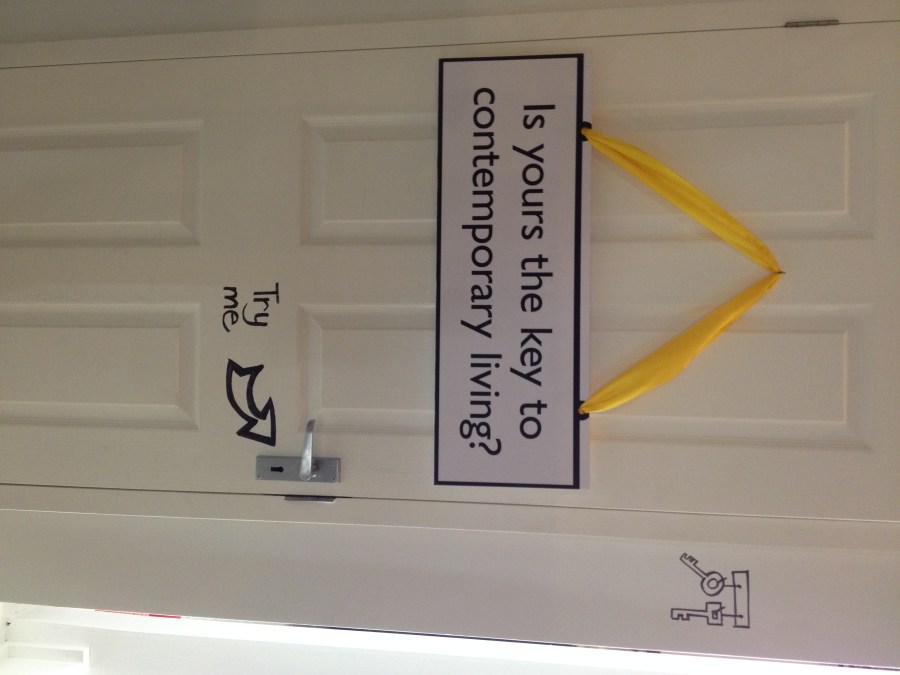 Is yours the key to
contemporary living?
Try
me